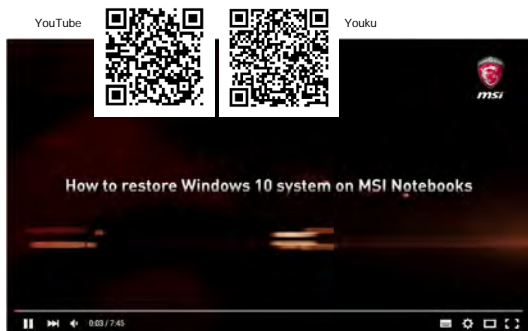 YouTube
Youku
msi
How to restore Windows 10 system on MSI Notebooks
0:03 / 7:45